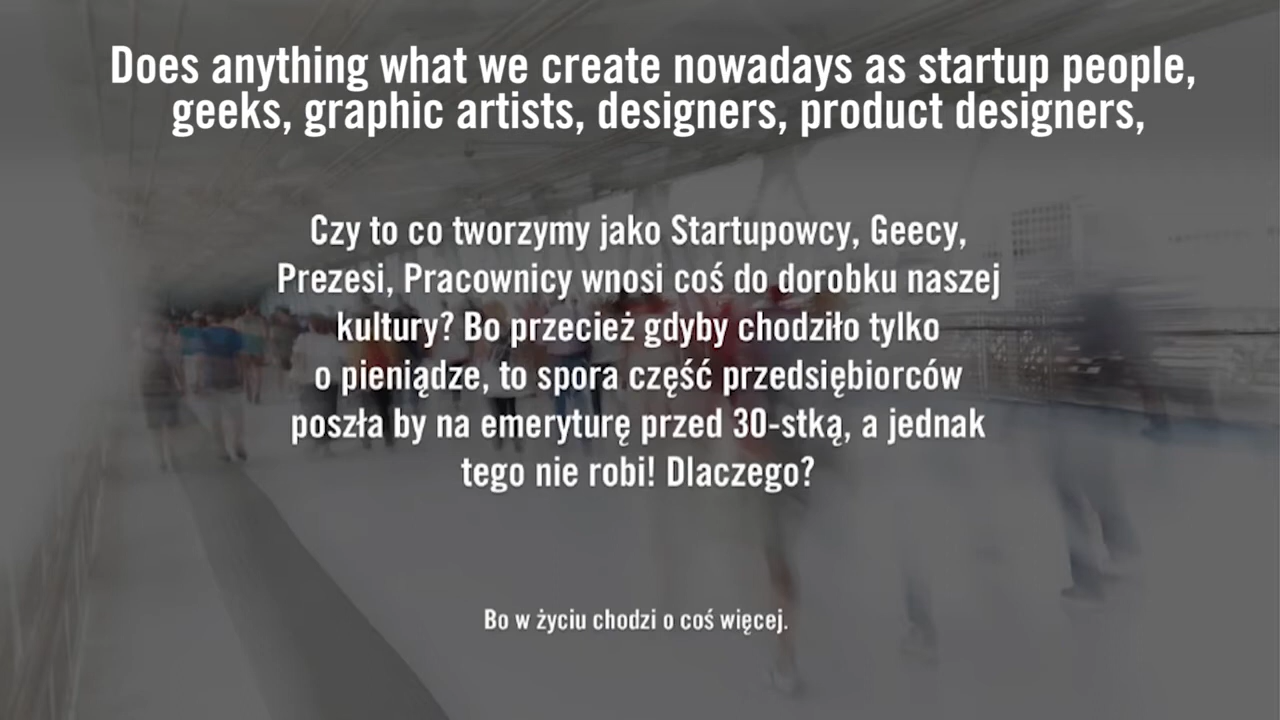 Does anything what we create nowadays as startup people,
geeks, graphic artists, designers, product designers,
Czy to co tworzymy jako Startupowcy, Geecy,
Prezesi, Pracownicy wnosi coś do dorobku naszej
kultury? Bo przecież gdyby chodziło tylko
o pieniądze, to spora część przedsiębiorców
poszła by na emeryturę przed 30-stką, a jednak
tego nie robi! Dlaczego?
Bo w życiu chodzi o coś więcej.